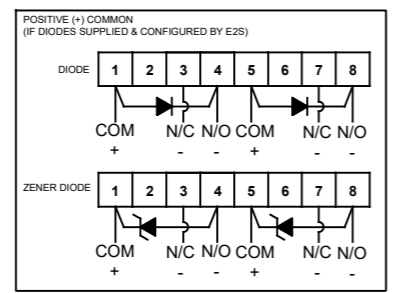 POSITIVE (+) COMMON
(IF DIODES SUPPLIED & CONFIGURED BY E2S)
DIODE 1 2 3 4 5 6 7 8
COM N/C N/O COM N/C N/O
+ - - + - -
ZENER DIODE 1 2 3 4 5 6 7 8
COM N/C N/O COM N/C N/O
+ - - + - -